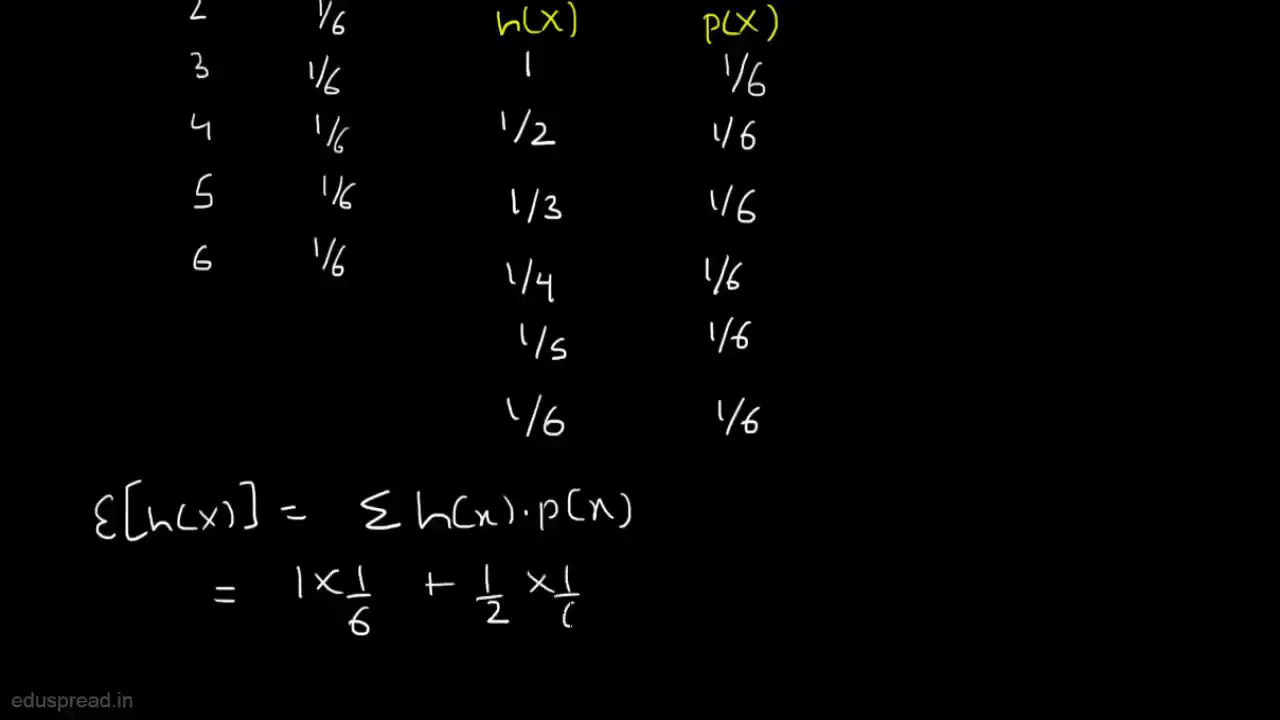 2 1/6 h(X) p(X)
3 1/6 1 1/6
4 1/6 1/2 1/6
5 1/6 1/3 1/6
6 1/6 1/4 1/6
1/5 1/6
1/6 1/6
E[h(X)] = Σ h(x)·p(x)
= 1 × 1/6 + 1/2 × 1/
eduspread.in